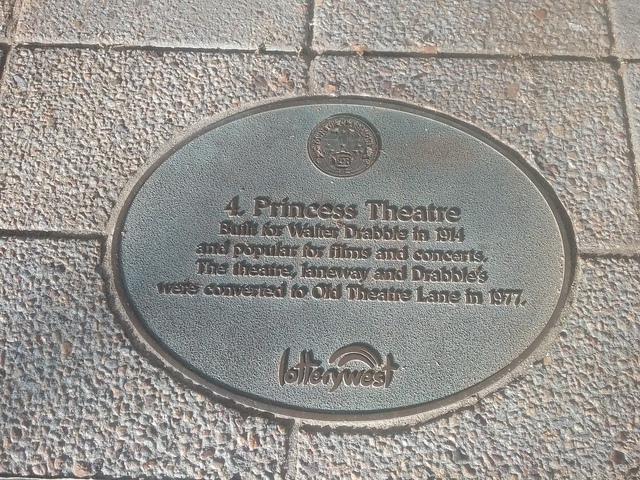 4. Princess Theatre
Built for Walter Drabble in 1914
and popular for films and concerts.
The theatre, laneway and Drabble's
were converted to Old Theatre Lane in 1977.
lotterywest